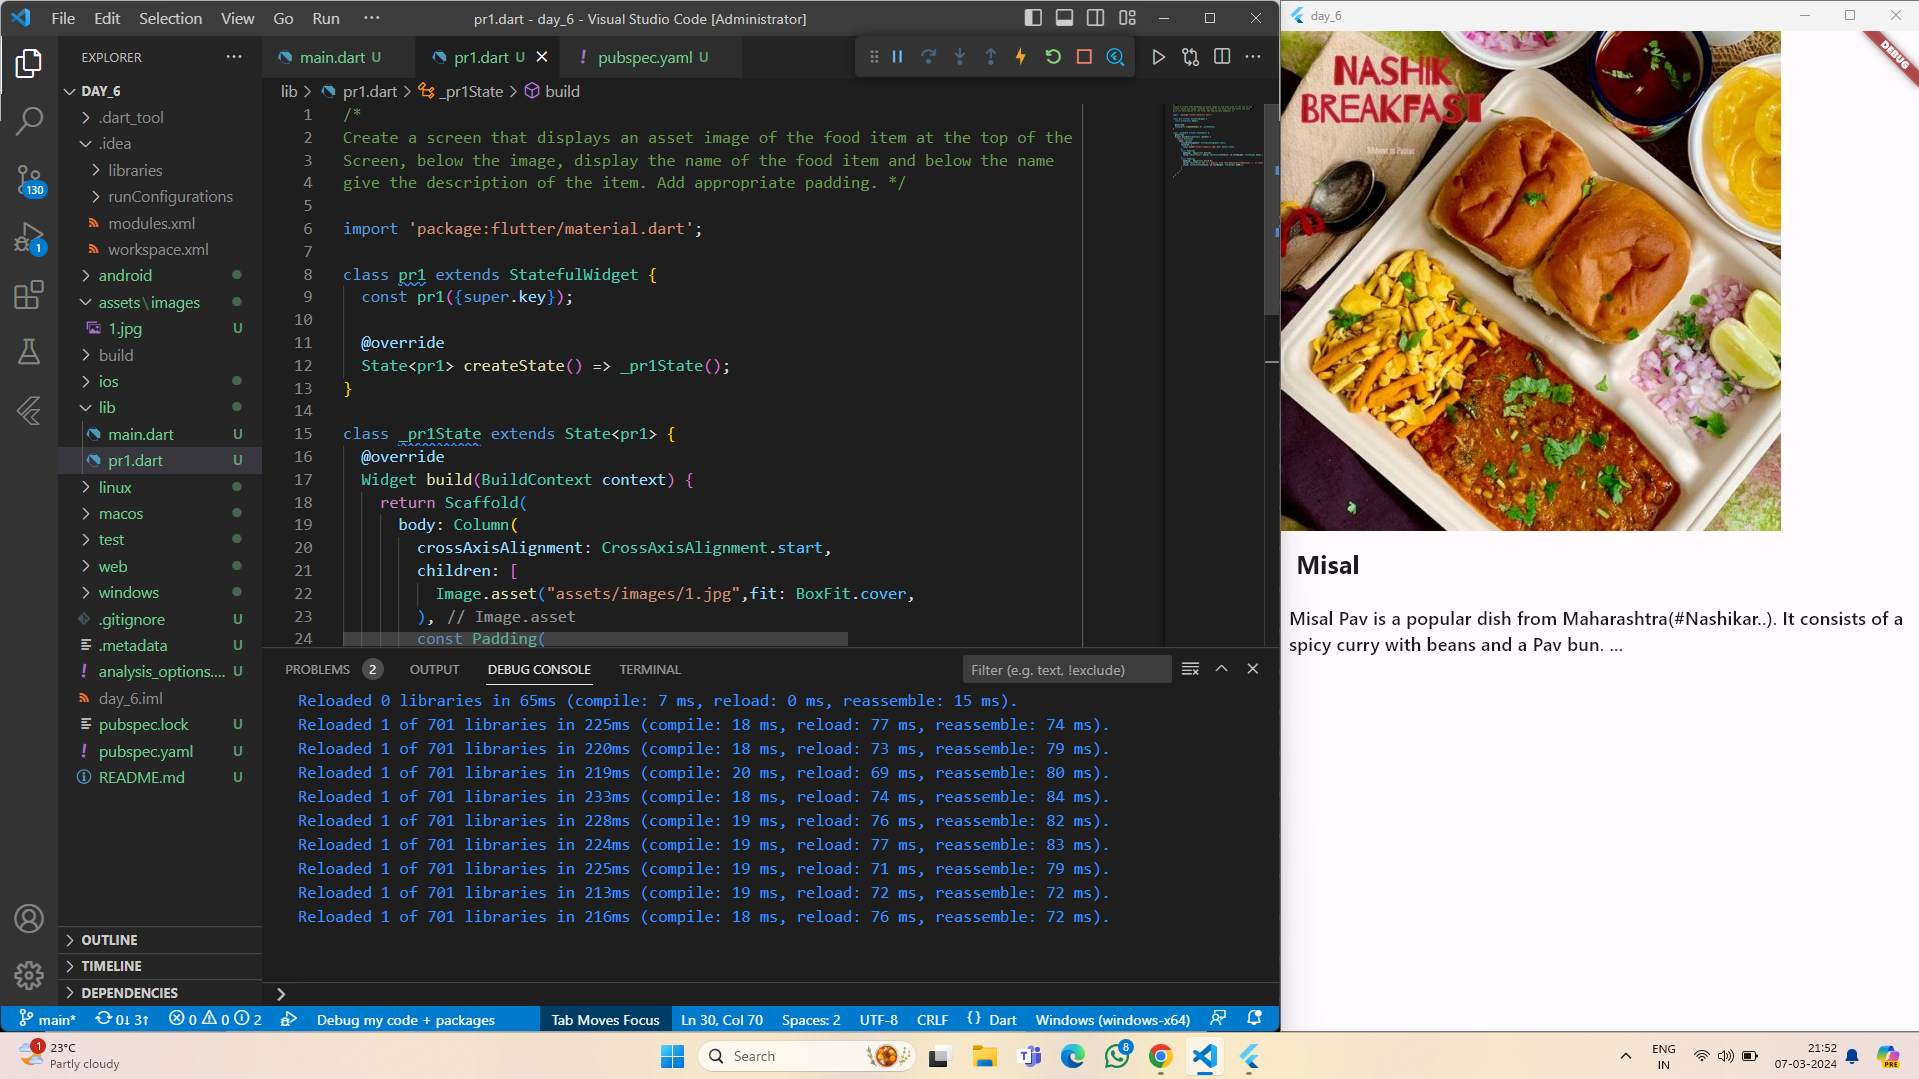 File Edit Selection View Go Run ··· pr1.dart - day_6 - Visual Studio Code [Administrator]
EXPLORER ···
DAY_6
.dart_tool
.idea
libraries
runConfigurations
modules.xml
workspace.xml
android
assets\images
1.jpg U
build
ios
lib
main.dart U
pr1.dart U
linux
macos
test
web
windows
.gitignore U
.metadata U
analysis_options.... U
day_6.iml
pubspec.lock U
pubspec.yaml U
README.md U
OUTLINE
TIMELINE
DEPENDENCIES
130
1
main.dart U pr1.dart U pubspec.yaml U
lib > pr1.dart > _pr1State > build
1 /*
2 Create a screen that displays an asset image of the food item at the top of the
3 Screen, below the image, display the name of the food item and below the name
4 give the description of the item. Add appropriate padding. */
5
6 import 'package:flutter/material.dart';
7
8 class pr1 extends StatefulWidget {
9 const pr1({super.key});
10
11 @override
12 State<pr1> createState() => _pr1State();
13 }
14
15 class _pr1State extends State<pr1> {
16 @override
17 Widget build(BuildContext context) {
18 return Scaffold(
19 body: Column(
20 crossAxisAlignment: CrossAxisAlignment.start,
21 children: [
22 Image.asset("assets/images/1.jpg",fit: BoxFit.cover,
23 ), // Image.asset
24 const Padding(
PROBLEMS 2 OUTPUT DEBUG CONSOLE TERMINAL Filter (e.g. text, !exclude)
Reloaded 0 libraries in 65ms (compile: 7 ms, reload: 0 ms, reassemble: 15 ms).
Reloaded 1 of 701 libraries in 225ms (compile: 18 ms, reload: 77 ms, reassemble: 74 ms).
Reloaded 1 of 701 libraries in 220ms (compile: 18 ms, reload: 73 ms, reassemble: 79 ms).
Reloaded 1 of 701 libraries in 219ms (compile: 20 ms, reload: 69 ms, reassemble: 80 ms).
Reloaded 1 of 701 libraries in 233ms (compile: 18 ms, reload: 74 ms, reassemble: 84 ms).
Reloaded 1 of 701 libraries in 228ms (compile: 19 ms, reload: 76 ms, reassemble: 82 ms).
Reloaded 1 of 701 libraries in 224ms (compile: 19 ms, reload: 77 ms, reassemble: 83 ms).
Reloaded 1 of 701 libraries in 225ms (compile: 19 ms, reload: 71 ms, reassemble: 79 ms).
Reloaded 1 of 701 libraries in 213ms (compile: 19 ms, reload: 72 ms, reassemble: 72 ms).
Reloaded 1 of 701 libraries in 216ms (compile: 18 ms, reload: 76 ms, reassemble: 72 ms).
main* 0↓ 3↑ 0 0 2 Debug my code + packages Tab Moves Focus Ln 30, Col 70 Spaces: 2 UTF-8 CRLF {} Dart Windows (windows-x64)
day_6
DEBUG
NASHIK
BREAKFAST
Misal
Misal Pav is a popular dish from Maharashtra(#Nashikar..). It consists of a
spicy curry with beans and a Pav bun. ...
1 23°C
Partly cloudy
Search
8
ENG
IN
21:52
07-03-2024
PRE